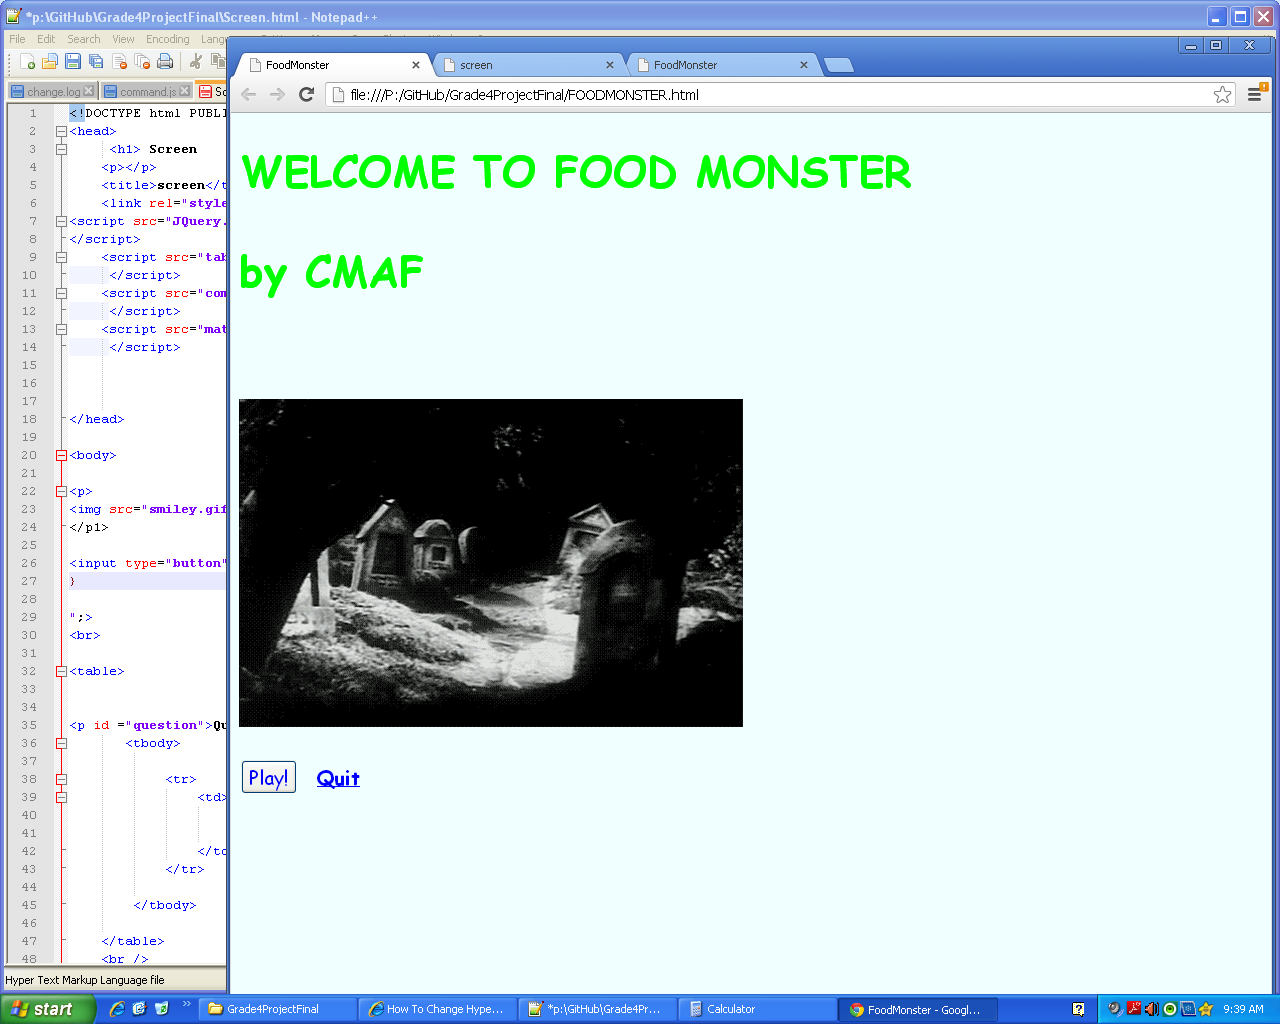 *p:\GitHub\Grade4ProjectFinal\Screen.html - Notepad++
File Edit Search View Encoding
change.log command.js
FoodMonster screen FoodMonster
file:///P:/GitHub/Grade4ProjectFinal/FOODMONSTER.html
1 <!DOCTYPE html PUBL
2 <head>
3 <h1> Screen
4 <p></p>
5 <title>screen</t
6 <link rel="style
7 <script src="JQuery.
8 </script>
9 <script src="tab
10 </script>
11 <script src="com
12 </script>
13 <script src="mat
14 </script>
15
16
17
18 </head>
19
20 <body>
21
22 <p>
23 <img src="smiley.gif
24 </p1>
25
26 <input type="button"
27 }
28
29 ";>
30 <br>
31
32 <table>
33
34
35 <p id ="question">Qu
36 <tbody>
37
38 <tr>
39 <td>
40
41
42 </td
43 </tr>
44
45 </tbody>
46
47 </table>
48 <br />
Hyper Text Markup Language file
WELCOME TO FOOD MONSTER
by CMAF
Play! Quit
start Grade4ProjectFinal How To Change Hype... *p:\GitHub\Grade4Pr... Calculator FoodMonster - Googl... 9:39 AM